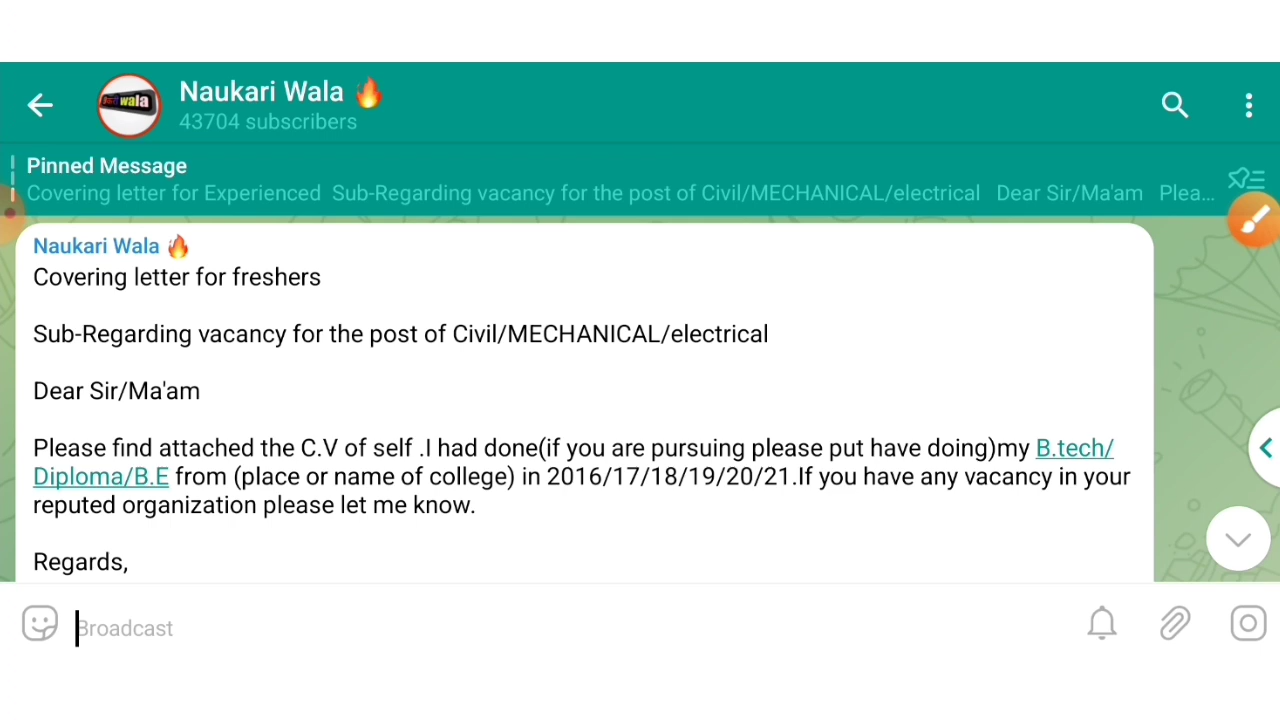 Naukari Wala 🔥
43704 subscribers
Pinned Message
Covering letter for Experienced Sub-Regarding vacancy for the post of Civil/MECHANICAL/electrical Dear Sir/Ma'am Plea...
Naukari Wala 🔥
Covering letter for freshers
Sub-Regarding vacancy for the post of Civil/MECHANICAL/electrical
Dear Sir/Ma'am
Please find attached the C.V of self .I had done(if you are pursuing please put have doing)my B.tech/
Diploma/B.E from (place or name of college) in 2016/17/18/19/20/21.If you have any vacancy in your
reputed organization please let me know.
Regards,
Broadcast